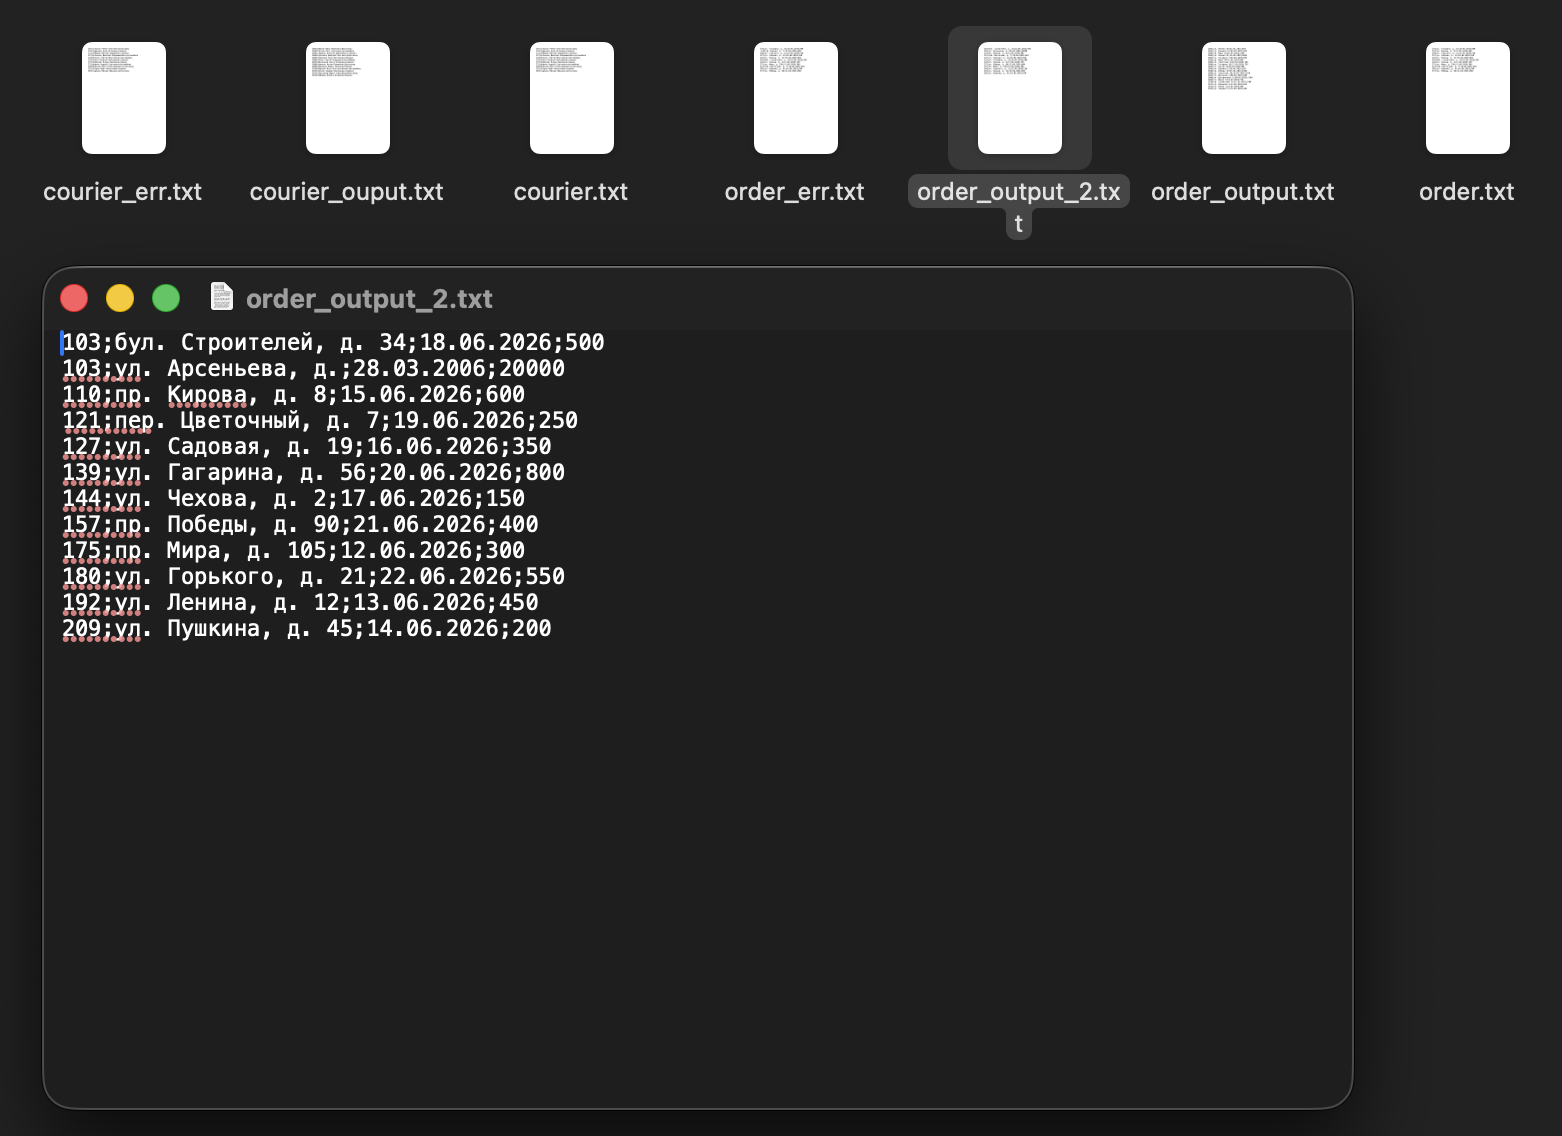 courier_err.txt
courier_ouput.txt
courier.txt
order_err.txt
order_output_2.tx
t
order_output.txt
order.txt
order_output_2.txt
103;бул. Строителей, д. 34;18.06.2026;500
103;ул. Арсеньева, д.;28.03.2006;20000
110;пр. Кирова, д. 8;15.06.2026;600
121;пер. Цветочный, д. 7;19.06.2026;250
127;ул. Садовая, д. 19;16.06.2026;350
139;ул. Гагарина, д. 56;20.06.2026;800
144;ул. Чехова, д. 2;17.06.2026;150
157;пр. Победы, д. 90;21.06.2026;400
175;пр. Мира, д. 105;12.06.2026;300
180;ул. Горького, д. 21;22.06.2026;550
192;ул. Ленина, д. 12;13.06.2026;450
209;ул. Пушкина, д. 45;14.06.2026;200